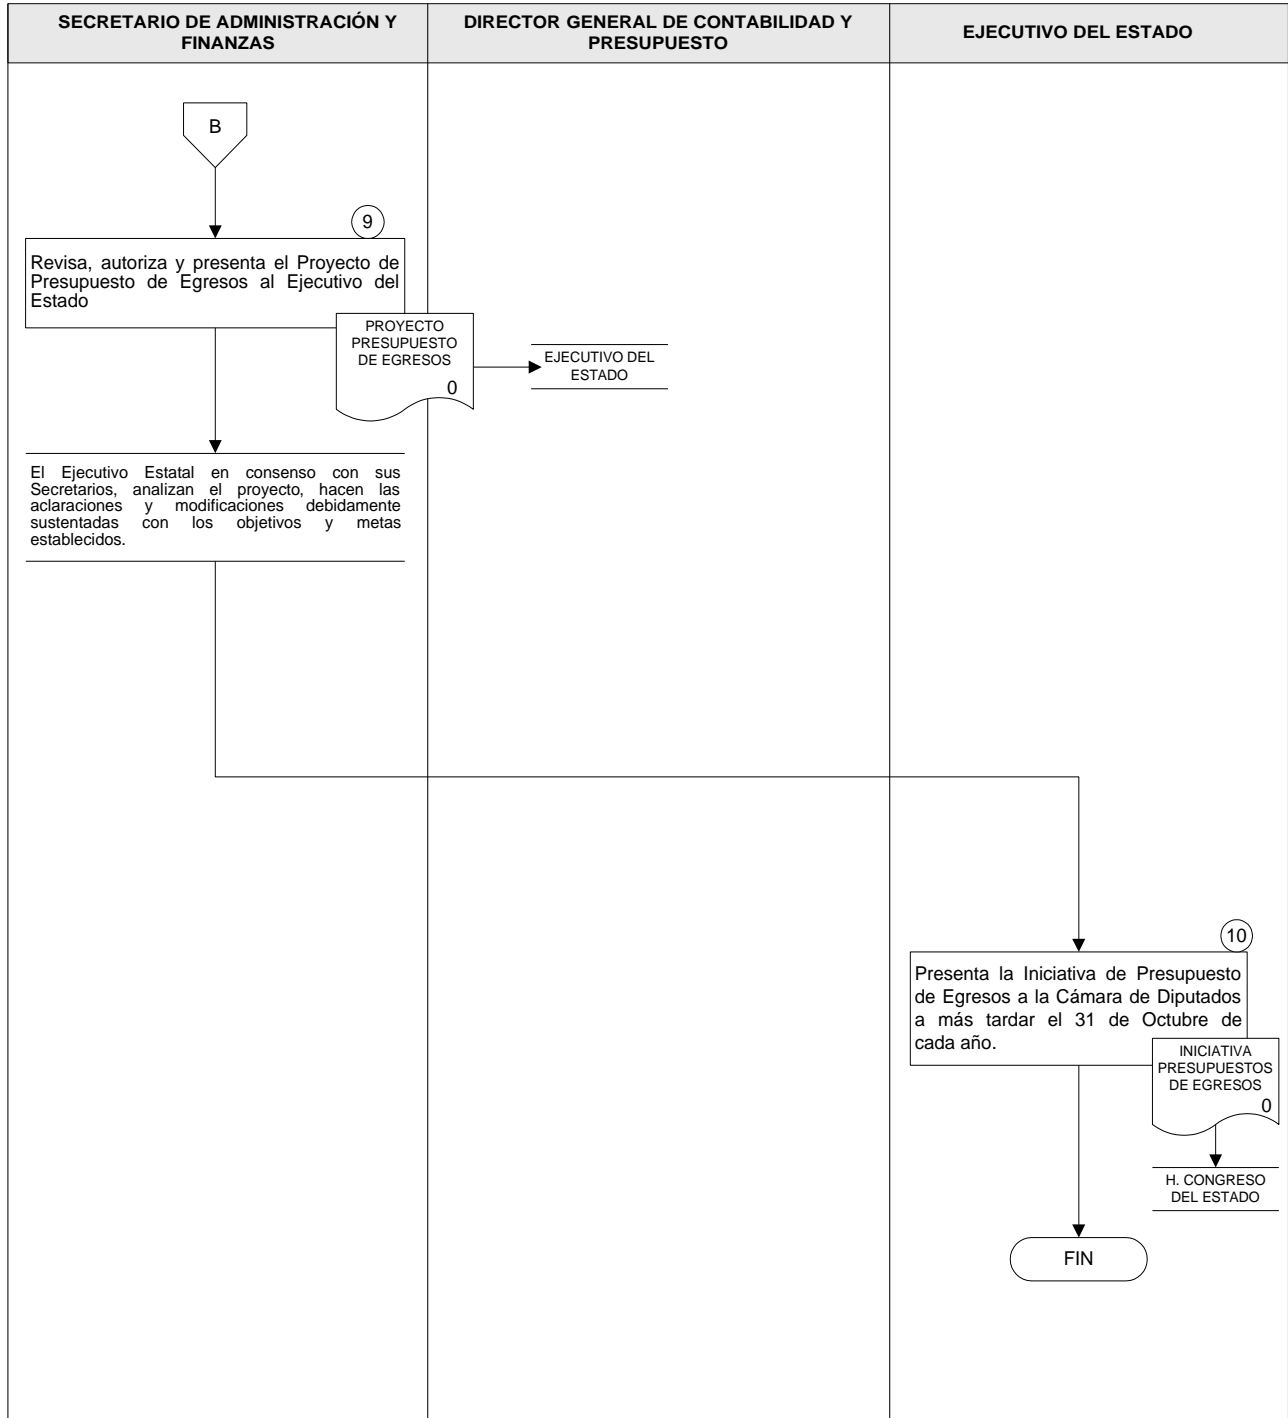 SECRETARIO DE ADMINISTRACIÓN Y
FINANZAS
DIRECTOR GENERAL DE CONTABILIDAD Y
PRESUPUESTO
EJECUTIVO DEL ESTADO
B
9
Revisa, autoriza y presenta el Proyecto de
Presupuesto de Egresos al Ejecutivo del
Estado
PROYECTO
PRESUPUESTO
DE EGRESOS
0
EJECUTIVO DEL
ESTADO
El Ejecutivo Estatal en consenso con sus
Secretarios, analizan el proyecto, hacen las
aclaraciones y modificaciones debidamente
sustentadas con los objetivos y metas
establecidos.
10
Presenta la Iniciativa de Presupuesto
de Egresos a la Cámara de Diputados
a más tardar el 31 de Octubre de
cada año.
INICIATIVA
PRESUPUESTOS
DE EGRESOS
0
H. CONGRESO
DEL ESTADO
FIN